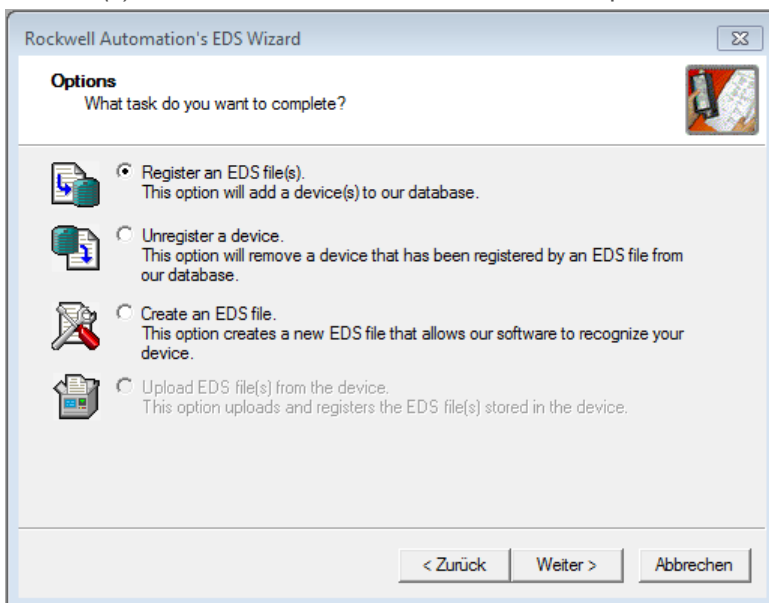 Rockwell Automation's EDS Wizard
Options
What task do you want to complete?
Register an EDS file(s).
This option will add a device(s) to our database.
Unregister a device.
This option will remove a device that has been registered by an EDS file from
our database.
Create an EDS file.
This option creates a new EDS file that allows our software to recognize your
device.
Upload EDS file(s) from the device.
This option uploads and registers the EDS file(s) stored in the device.
< Zurück
Weiter >
Abbrechen